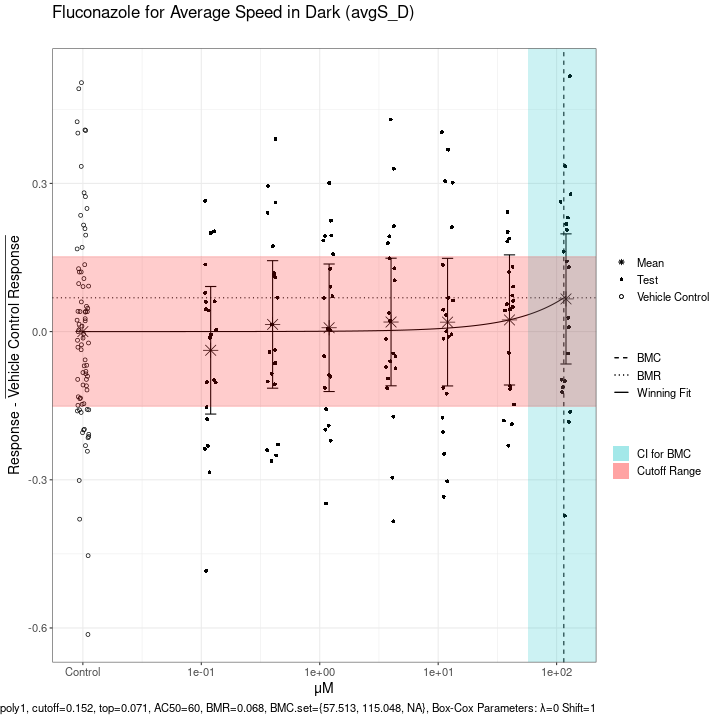 Fluconazole for Average Speed in Dark (avgS_D)
Response - Vehicle Control Response
0.3
0.0
-0.3
-0.6
Control
1e-01
1e+00
1e+01
1e+02
μM
Mean
Test
Vehicle Control
BMC
BMR
Winning Fit
CI for BMC
Cutoff Range
poly1, cutoff=0.152, top=0.071, AC50=60, BMR=0.068, BMC.set={57.513, 115.048, NA}, Box-Cox Parameters: λ=0 Shift=1